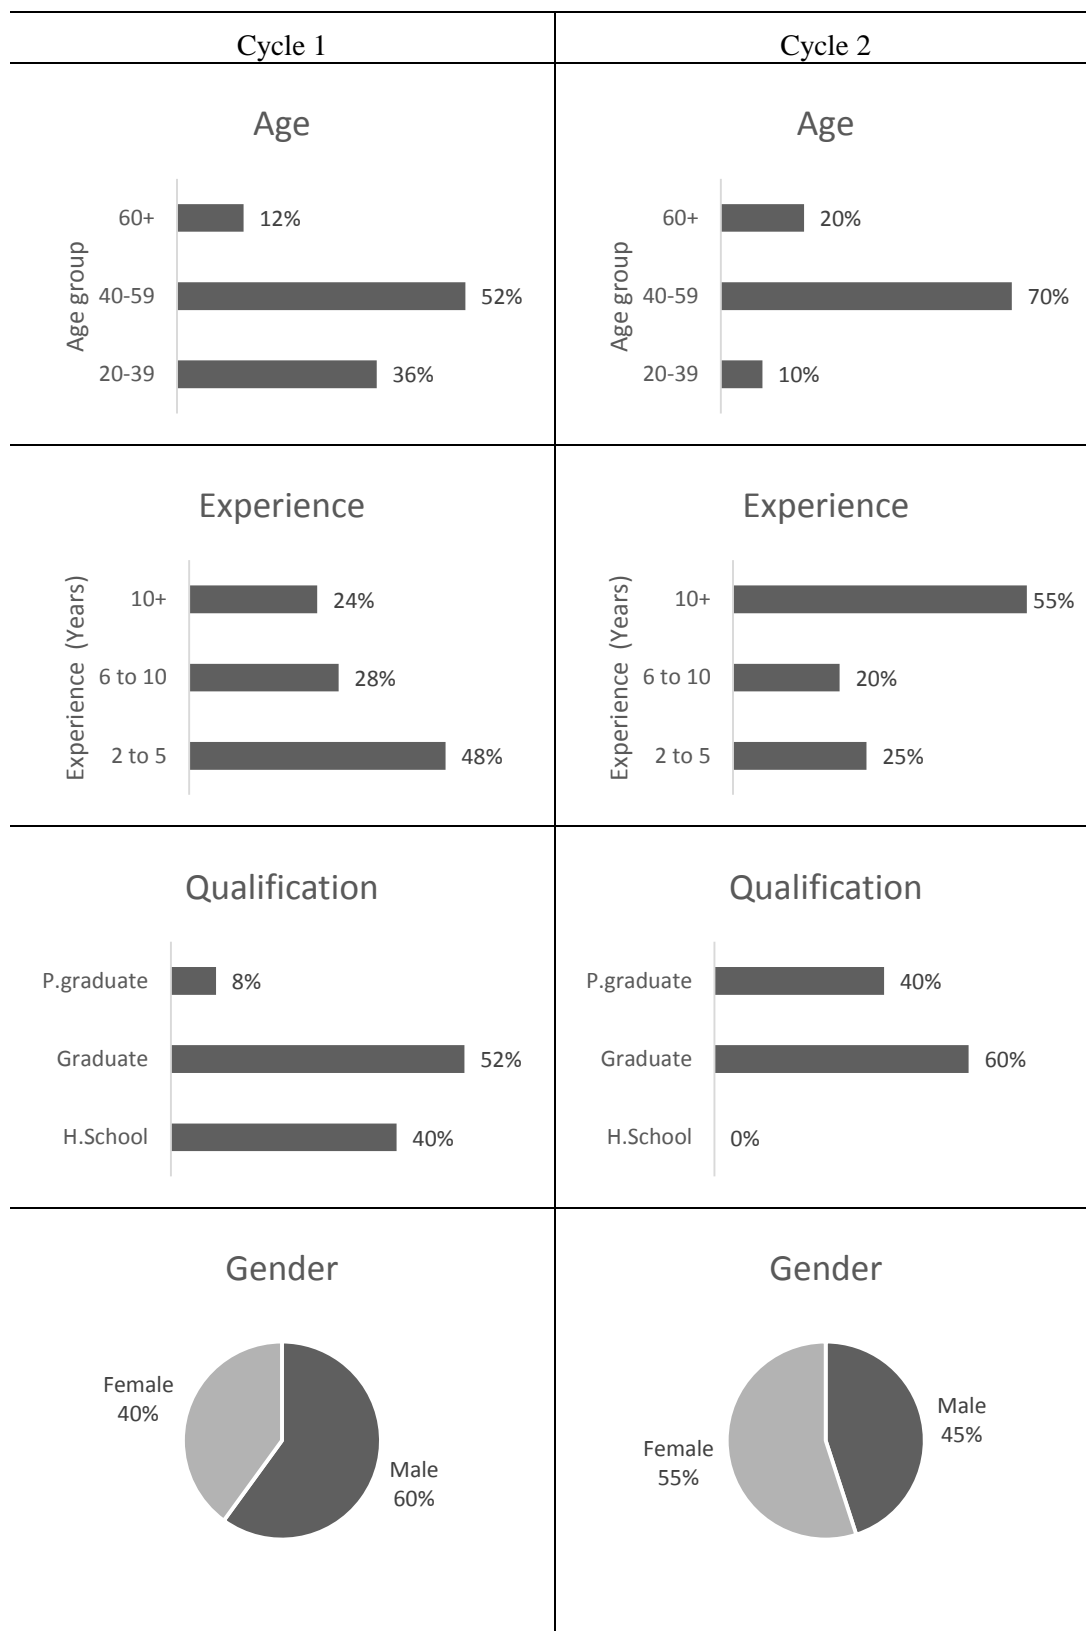 Cycle 1
Cycle 2
Age
Age group
60+
12%
40-59
52%
20-39
36%
Age
Age group
60+
20%
40-59
70%
20-39
10%
Experience
Experience (Years)
10+
24%
6 to 10
28%
2 to 5
48%
Experience
Experience (Years)
10+
55%
6 to 10
20%
2 to 5
25%
Qualification
P.graduate
8%
Graduate
52%
H.School
40%
Qualification
P.graduate
40%
Graduate
60%
H.School
0%
Gender
Female
40%
Male
60%
Gender
Male
45%
Female
55%